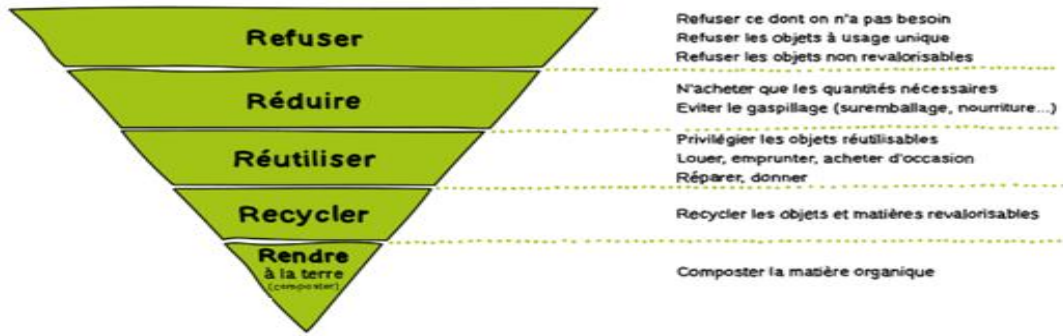 Refuser
Refuser ce dont on n'a pas besoin
Refuser les objets à usage unique
Refuser les objets non revalorisables
Réduire
N'acheter que les quantités nécessaires
Eviter le gaspillage (suremballage, nourriture...)
Réutiliser
Privilégier les objets réutilisables
Louer, emprunter, acheter d'occasion
Réparer, donner
Recycler
Recycler les objets et matières revalorisables
Rendre
à la terre
(composter)
Composter la matière organique